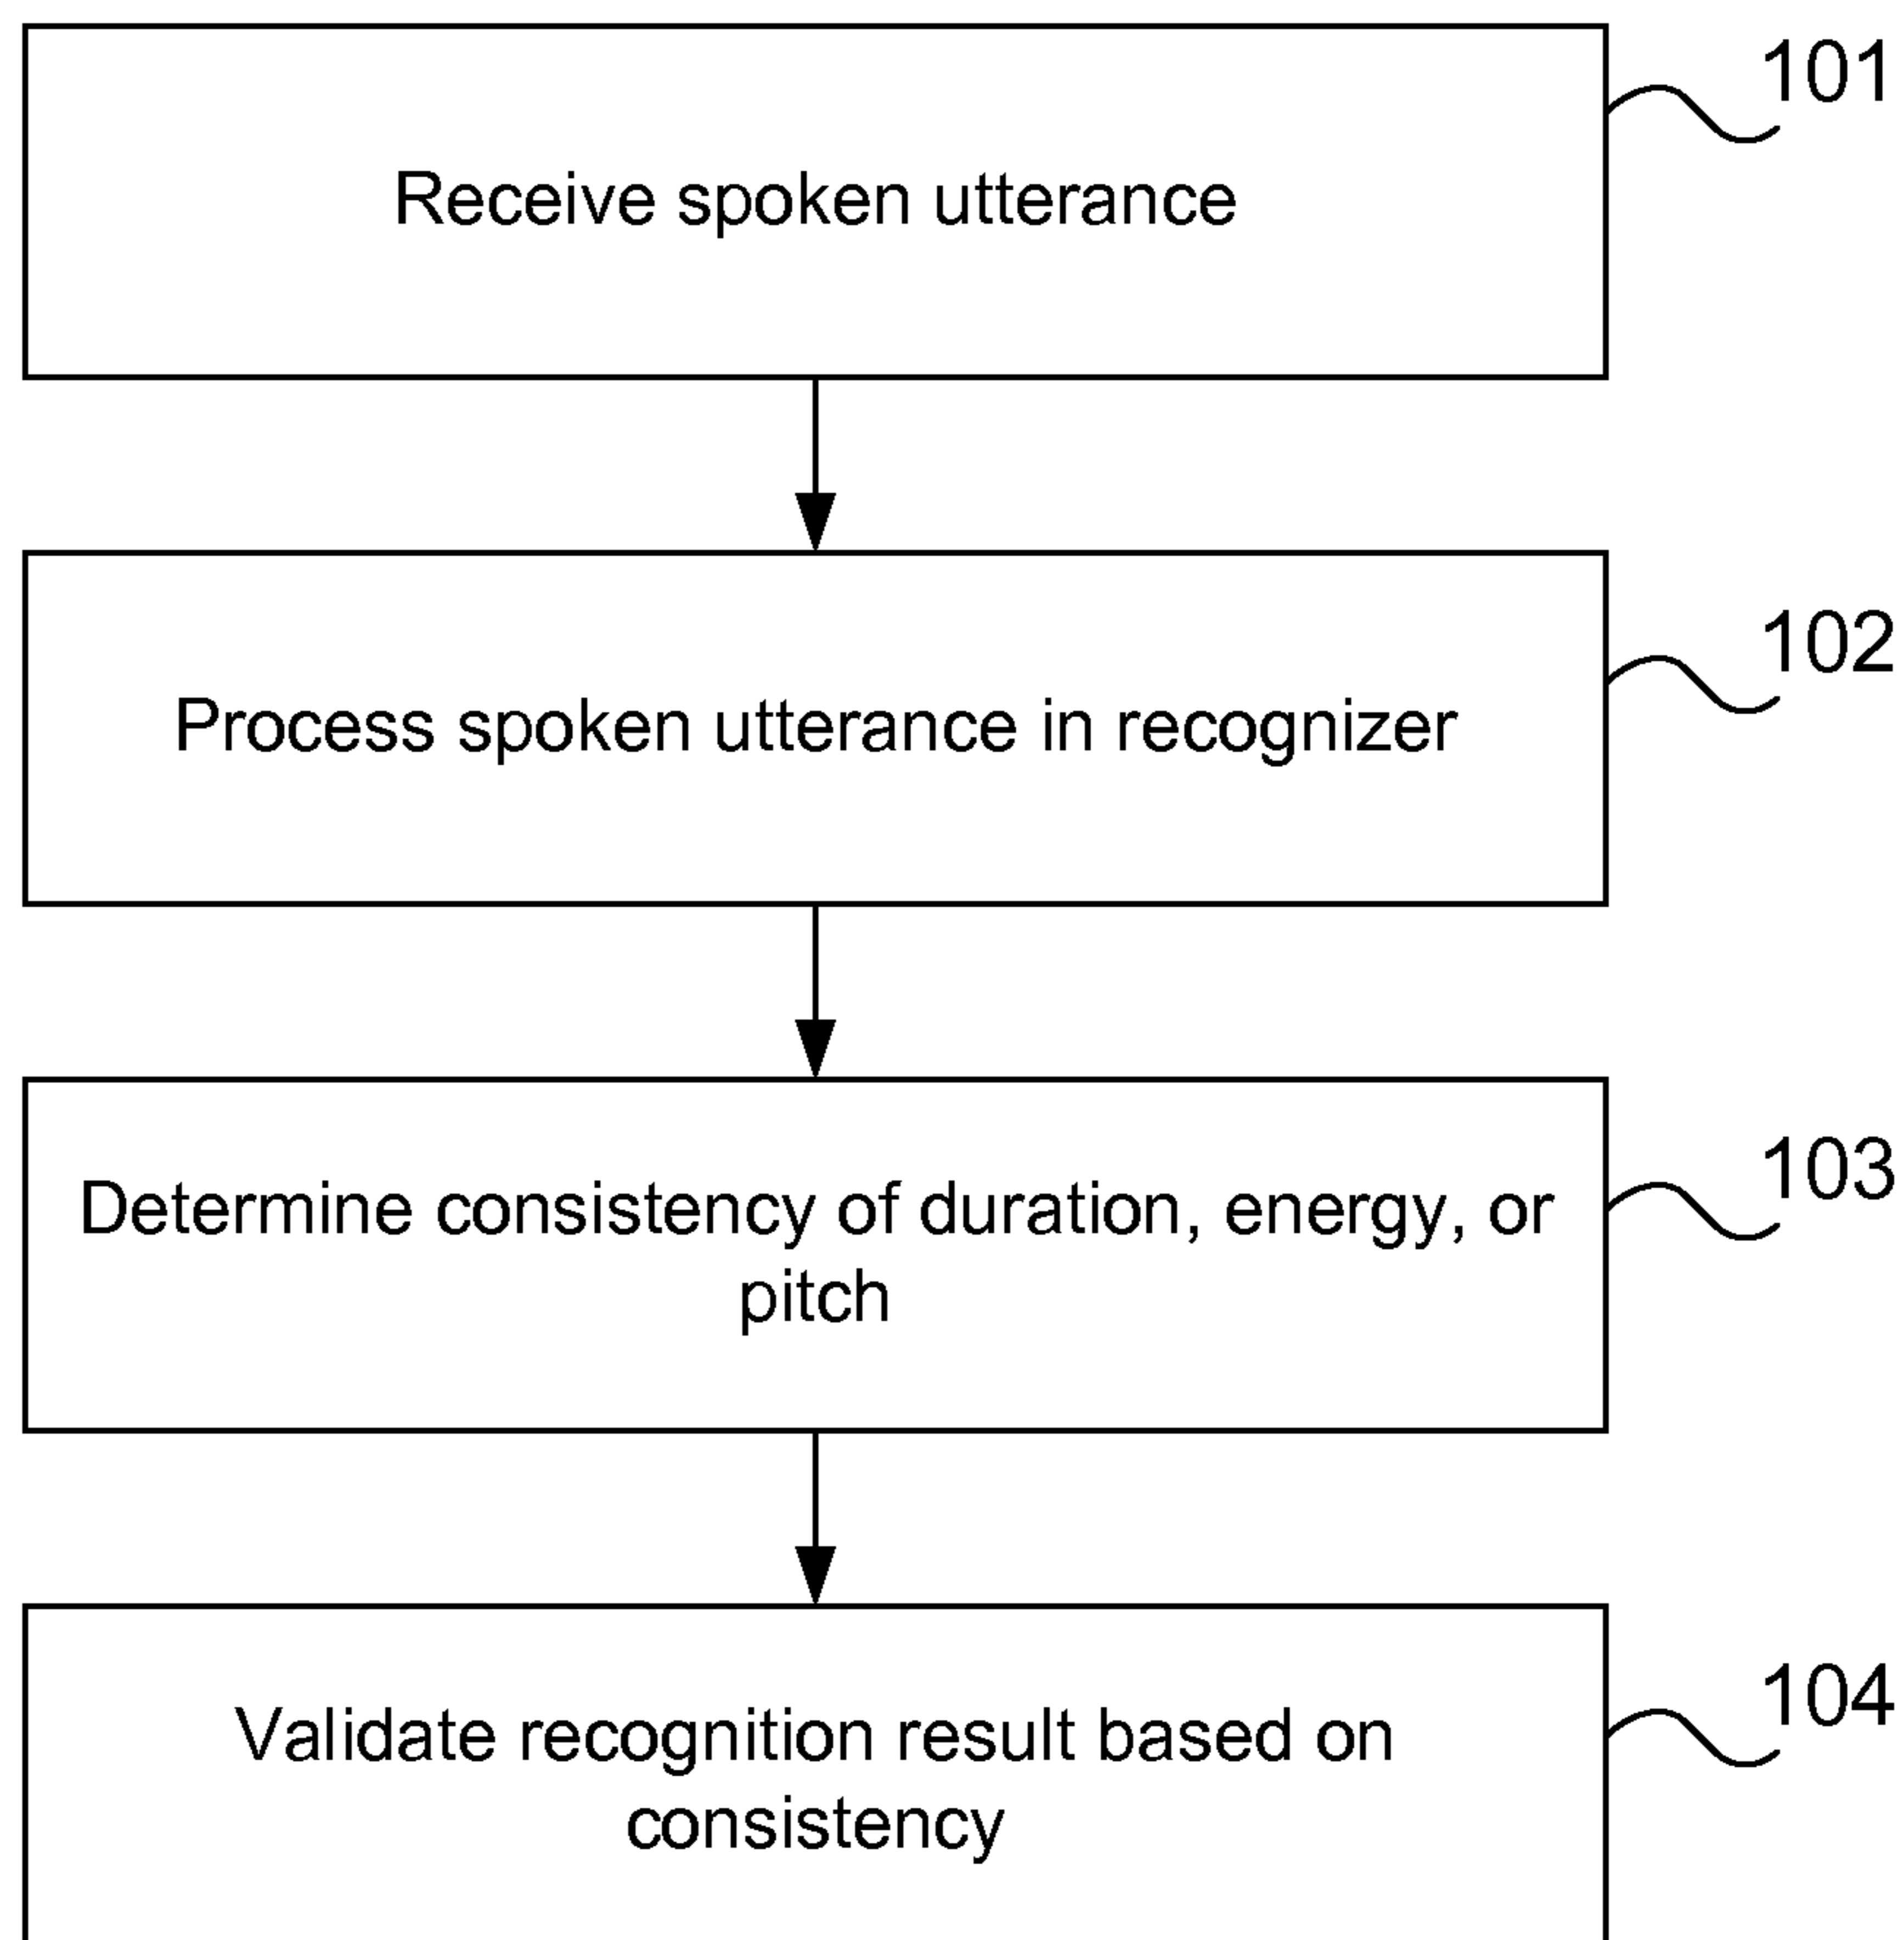 101
Receive spoken utterance
102
Process spoken utterance in recognizer
103
Determine consistency of duration, energy, or
pitch
104
Validate recognition result based on
consistency